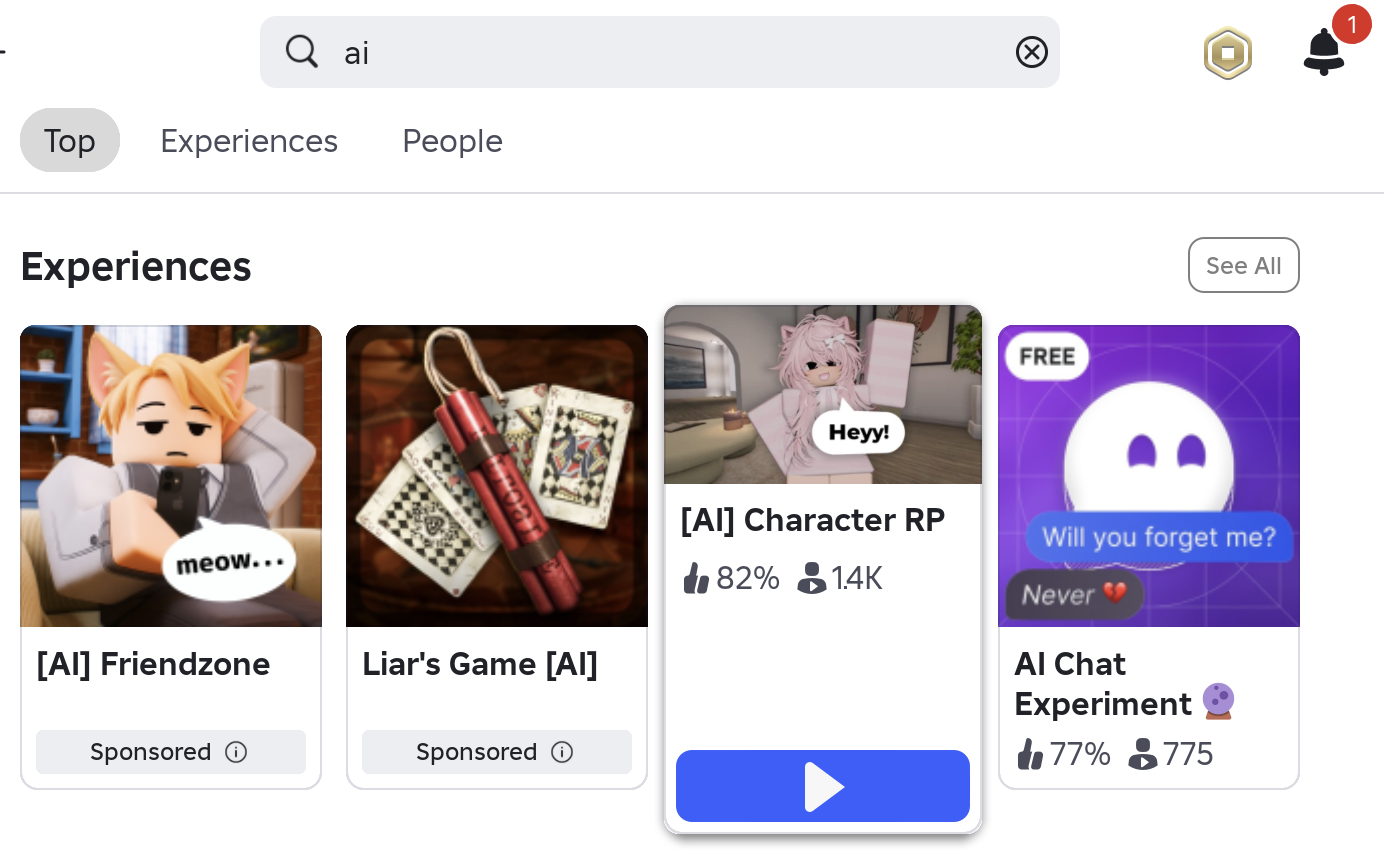 ai
1
Top
Experiences
People
Experiences
See All
meow...
[AI] Friendzone
Sponsored
Liar's Game [AI]
Sponsored
Heyy!
[AI] Character RP
82% 1.4K
FREE
Will you forget me?
Never 💔
AI Chat
Experiment 🔮
77% 775